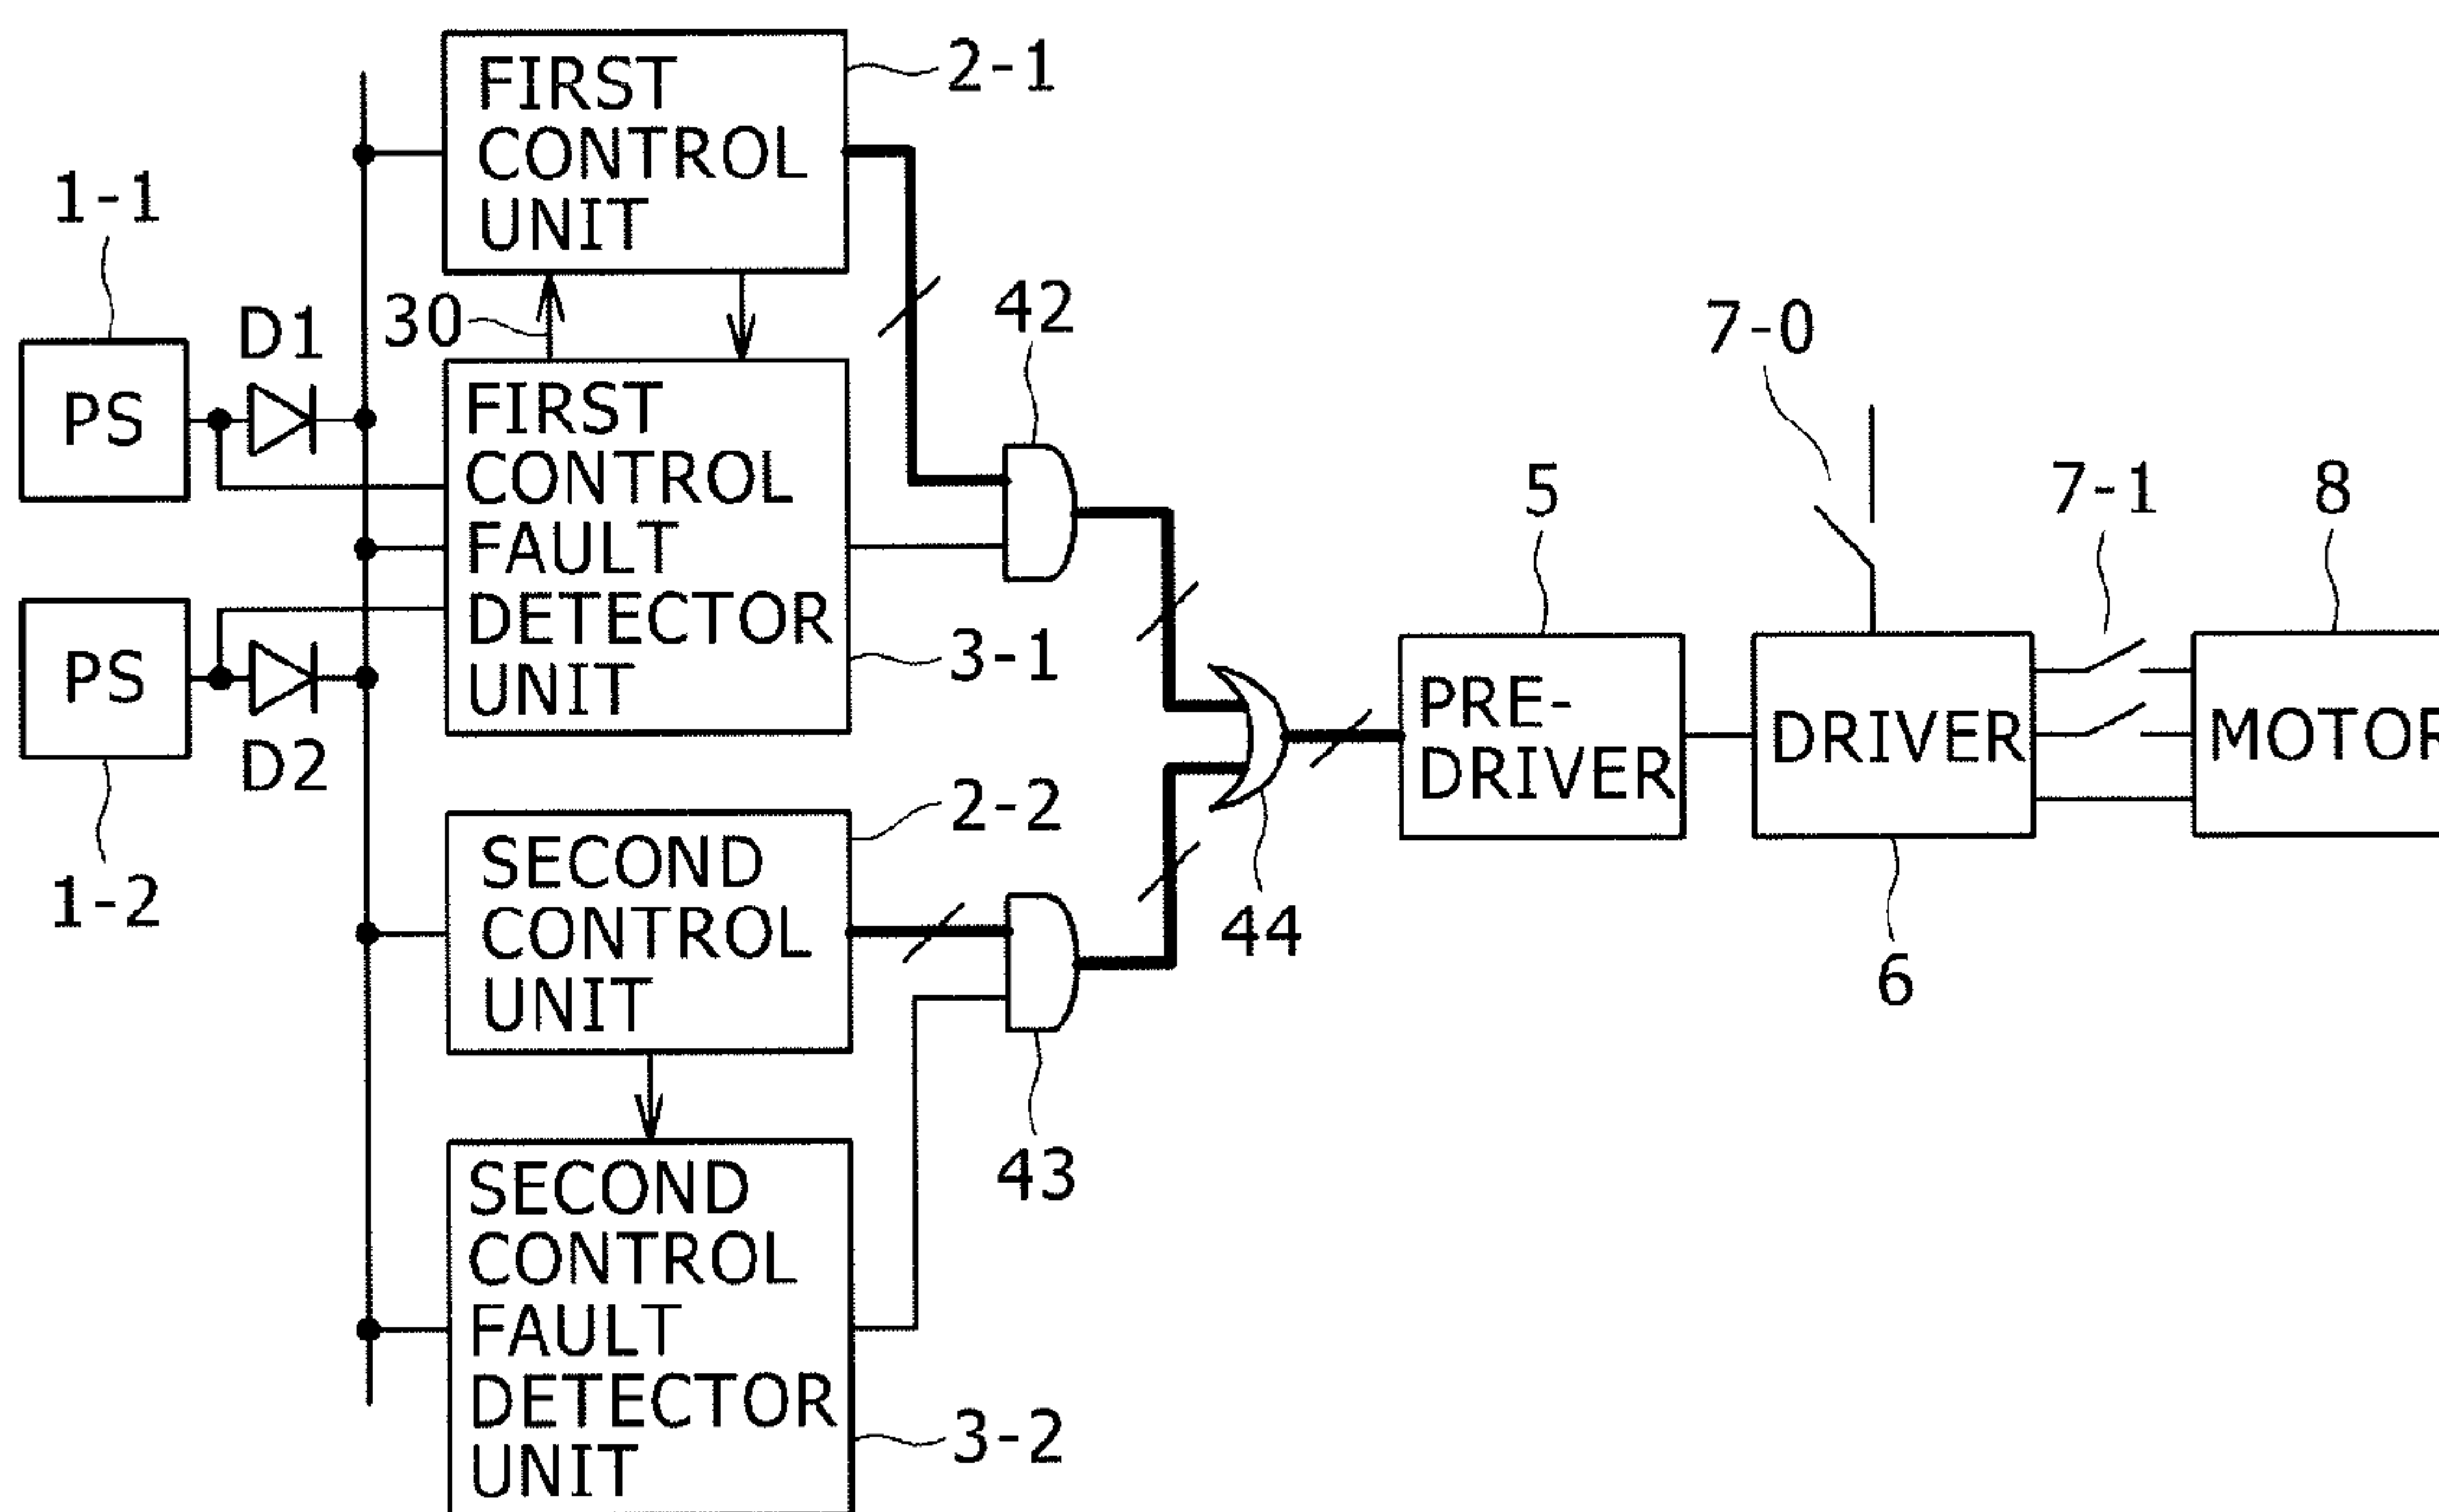 2-1
FIRST
CONTROL
UNIT
1-1
30
42
D1
7-0
PS
FIRST
CONTROL
FAULT
DETECTOR
UNIT
3-1
5
7-1
8
PS
D2
1-2
PRE-
DRIVER
DRIVER
MOTOR
2-2
SECOND
CONTROL
UNIT
44
6
43
SECOND
CONTROL
FAULT
DETECTOR
UNIT
3-2